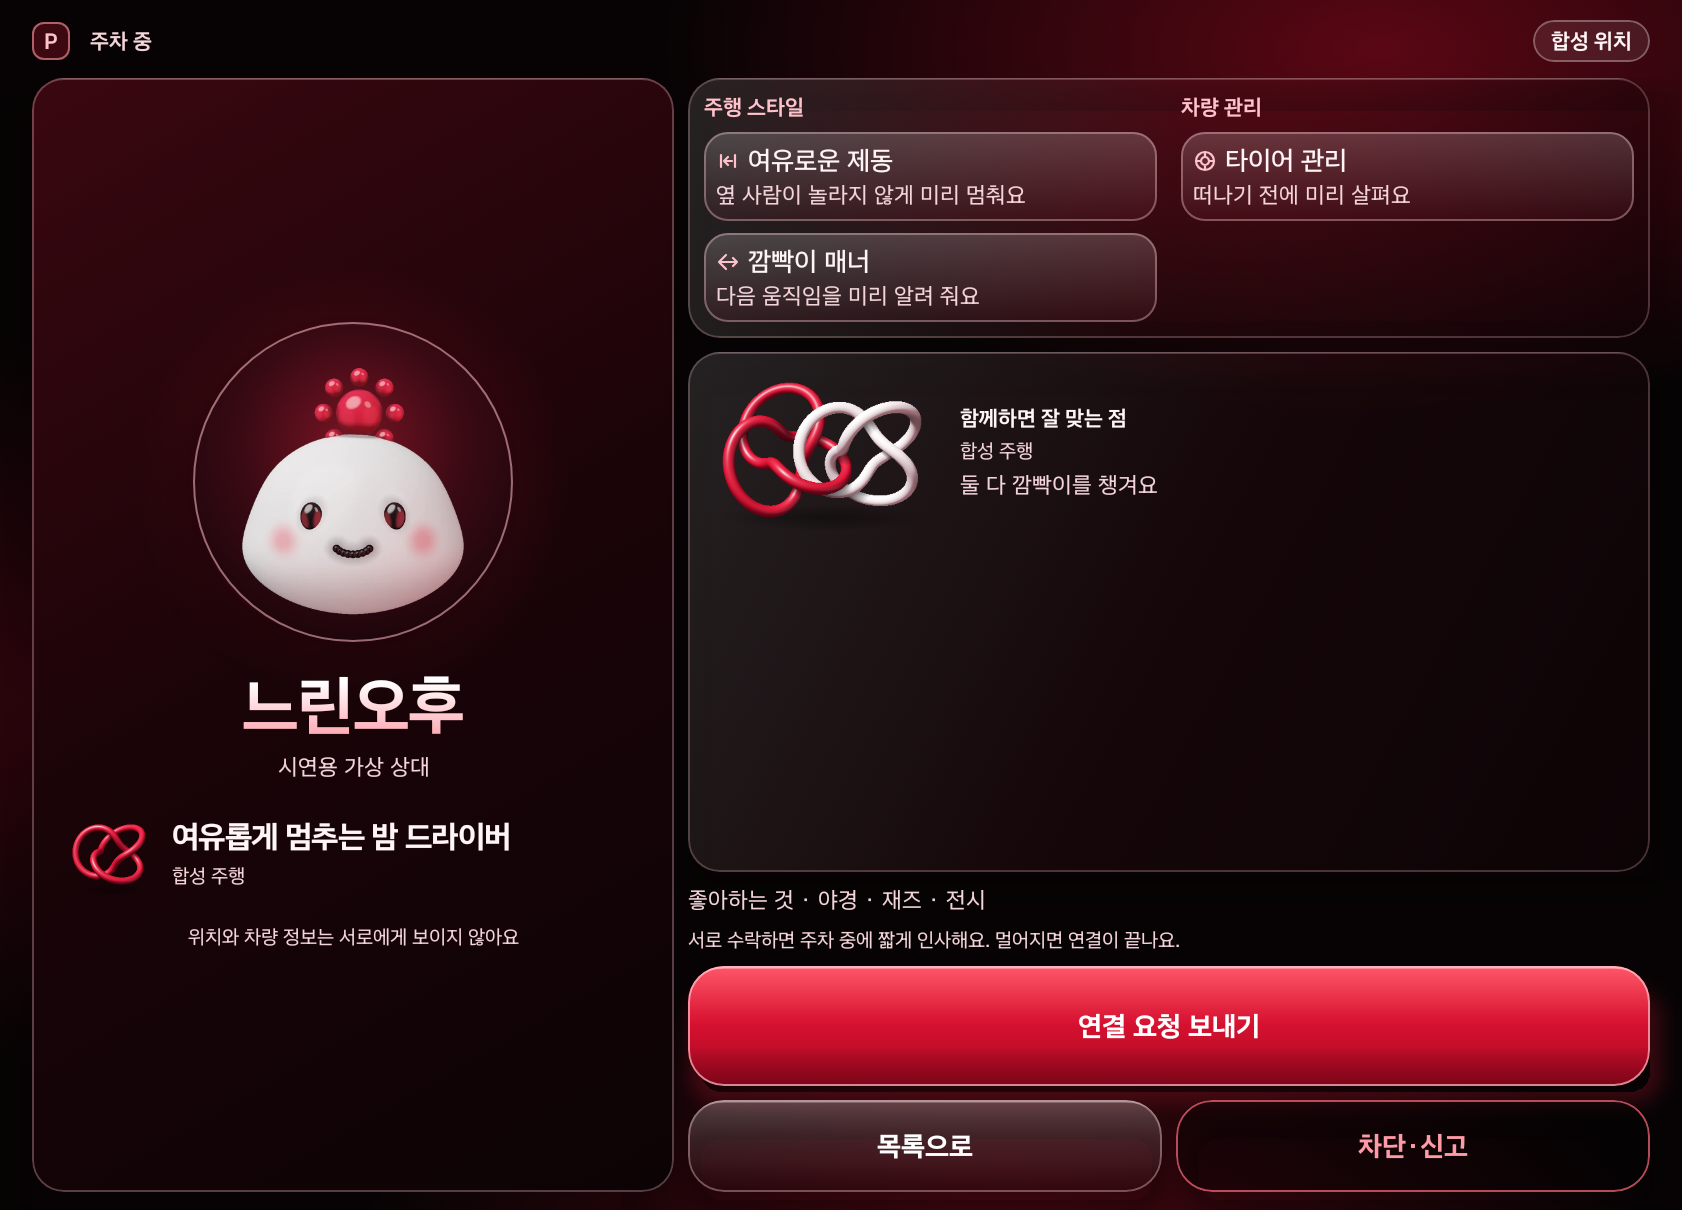 P 주차 중
합성 위치
느린오후
시연용 가상 상대
여유롭게 멈추는 밤 드라이버
합성 주행
위치와 차량 정보는 서로에게 보이지 않아요
주행 스타일
여유로운 제동
옆 사람이 놀라지 않게 미리 멈춰요
깜빡이 매너
다음 움직임을 미리 알려 줘요
차량 관리
타이어 관리
떠나기 전에 미리 살펴요
함께하면 잘 맞는 점
합성 주행
둘 다 깜빡이를 챙겨요
좋아하는 것 · 야경 · 재즈 · 전시
서로 수락하면 주차 중에 짧게 인사해요. 멀어지면 연결이 끝나요.
연결 요청 보내기
목록으로
차단·신고